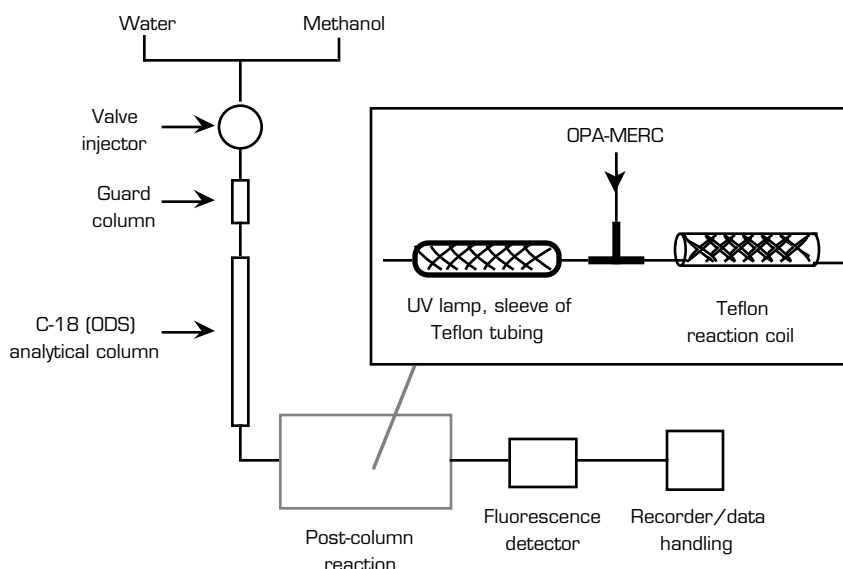 Water
Methanol
Valve
injector
Guard
column
C-18 (ODS)
analytical column
OPA-MERC
UV lamp, sleeve of
Teflon tubing
Teflon
reaction coil
Post-column
reaction
Fluorescence
detector
Recorder/data
handling